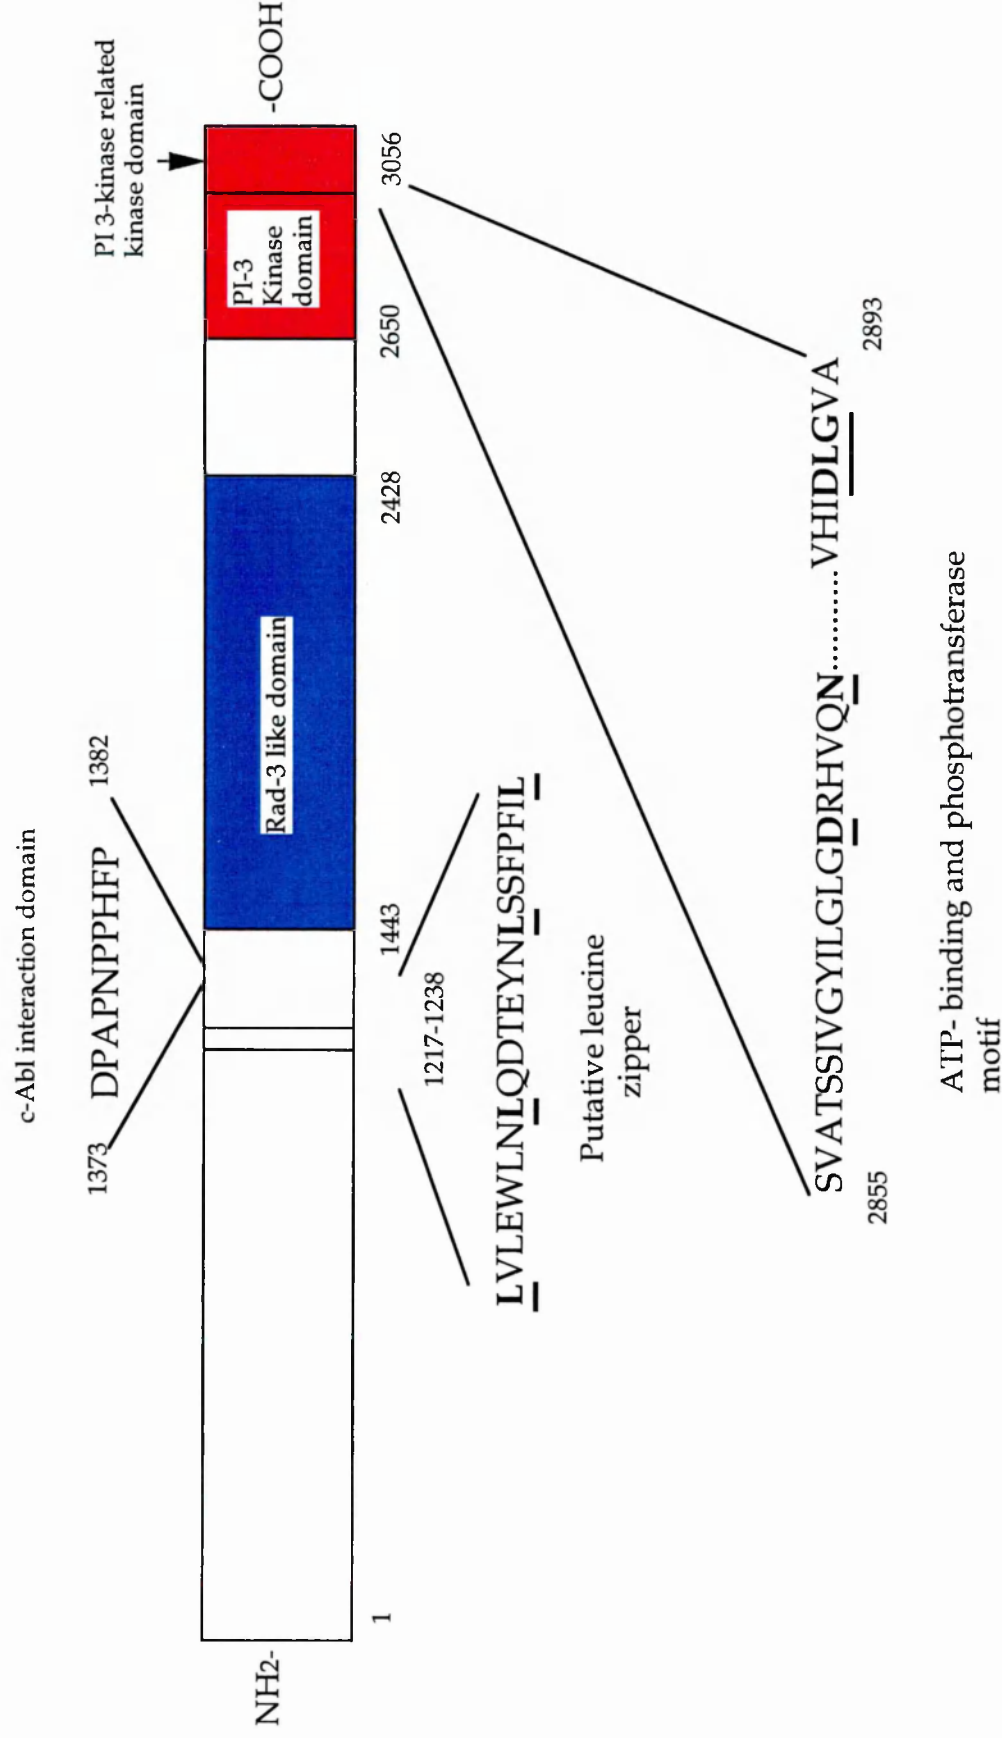 c-Abl interaction domain
1373
DPAPNPPHFP
1382
PI 3-kinase related
kinase domain
NH2-
Rad-3 like domain
PI-3
Kinase
domain
-COOH
1
1217-1238
1443
2428
2650
3056
LVLEWLNLQDTEYNLSSFPFIL
Putative leucine
zipper
SVATSSIVGYILGLGDRHVQN...........VHIDLGVA
2855
2893
ATP- binding and phosphotransferase
motif